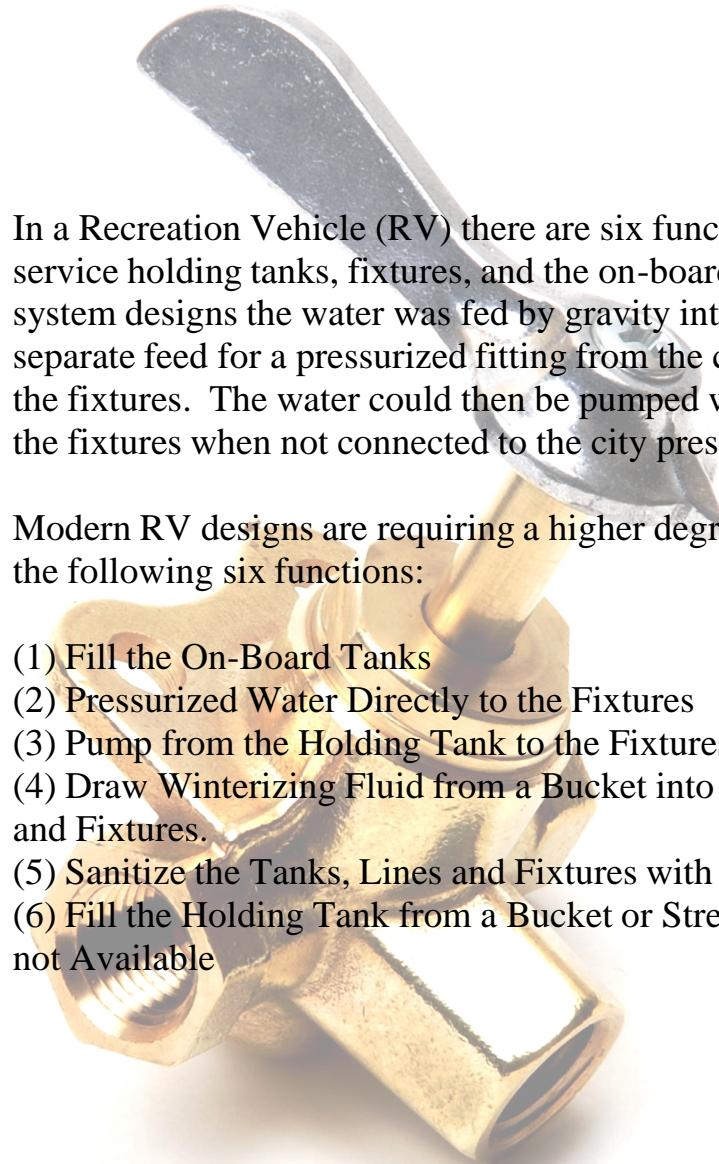 In a Recreation Vehicle (RV) there are six func
service holding tanks, fixtures, and the on-board
system designs the water was fed by gravity int
separate feed for a pressurized fitting from the c
the fixtures. The water could then be pumped w
the fixtures when not connected to the city pres
Modern RV designs are requiring a higher degr
the following six functions:
(1) Fill the On-Board Tanks
(2) Pressurized Water Directly to the Fixtures
(3) Pump from the Holding Tank to the Fixtures
(4) Draw Winterizing Fluid from a Bucket into
and Fixtures.
(5) Sanitize the Tanks, Lines and Fixtures with
(6) Fill the Holding Tank from a Bucket or Stre
not Available